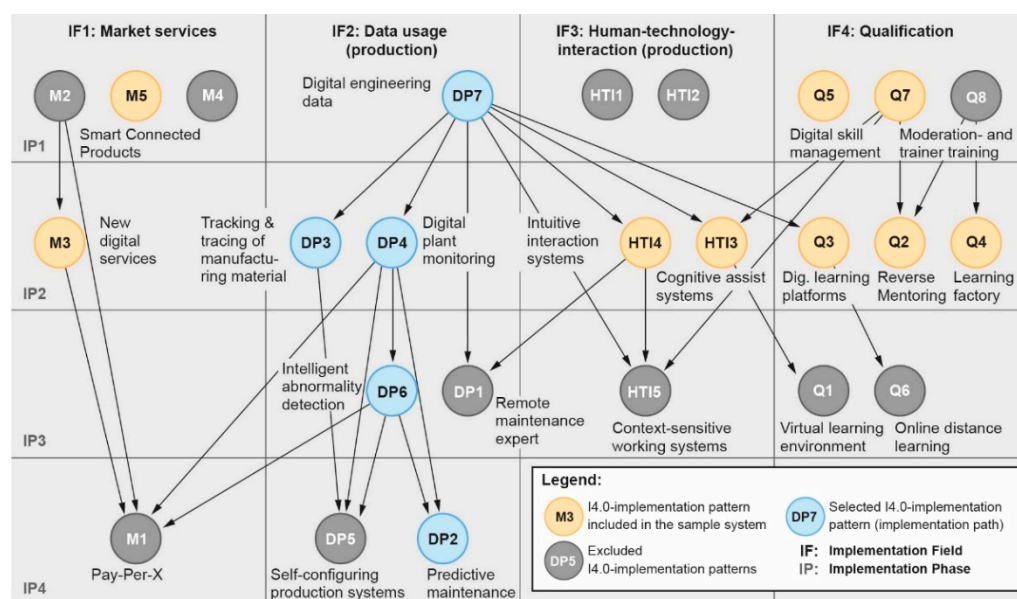 IF1: Market services
IF2: Data usage
(production)
IF3: Human-technology-
interaction (production)
IF4: Qualification
M2
M5
M4
Smart Connected
Products
Digital engineering
data
DP7
HTI1
HTI2
Q5
Q7
Q8
Digital skill
management
Moderation- and
trainer training
IP1
M3
New
digital
services
Tracking &
tracing of
manufactu-
ring material
DP3
DP4
Digital
plant
monitoring
Intuitive
interaction
systems
HTI4
HTI3
Cognitive assist
systems
Q3
Q2
Q4
Dig. learning
platforms
Reverse
Mentoring
Learning
factory
IP2
Intelligent
abnormality
detection
DP6
DP1
Remote
maintenance
expert
HTI5
Context-sensitive
working systems
Q1
Q6
Virtual learning
environment
Online distance
learning
IP3
M1
Pay-Per-X
DP5
Self-configuring
production systems
DP2
Predictive
maintenance
IP4
Legend:
M3
I4.0-implementation pattern
included in the sample system
DP7
Selected I4.0-implementation
pattern (implementation path)
DP5
Excluded
I4.0-implementation patterns
IF: Implementation Field
IP: Implementation Phase